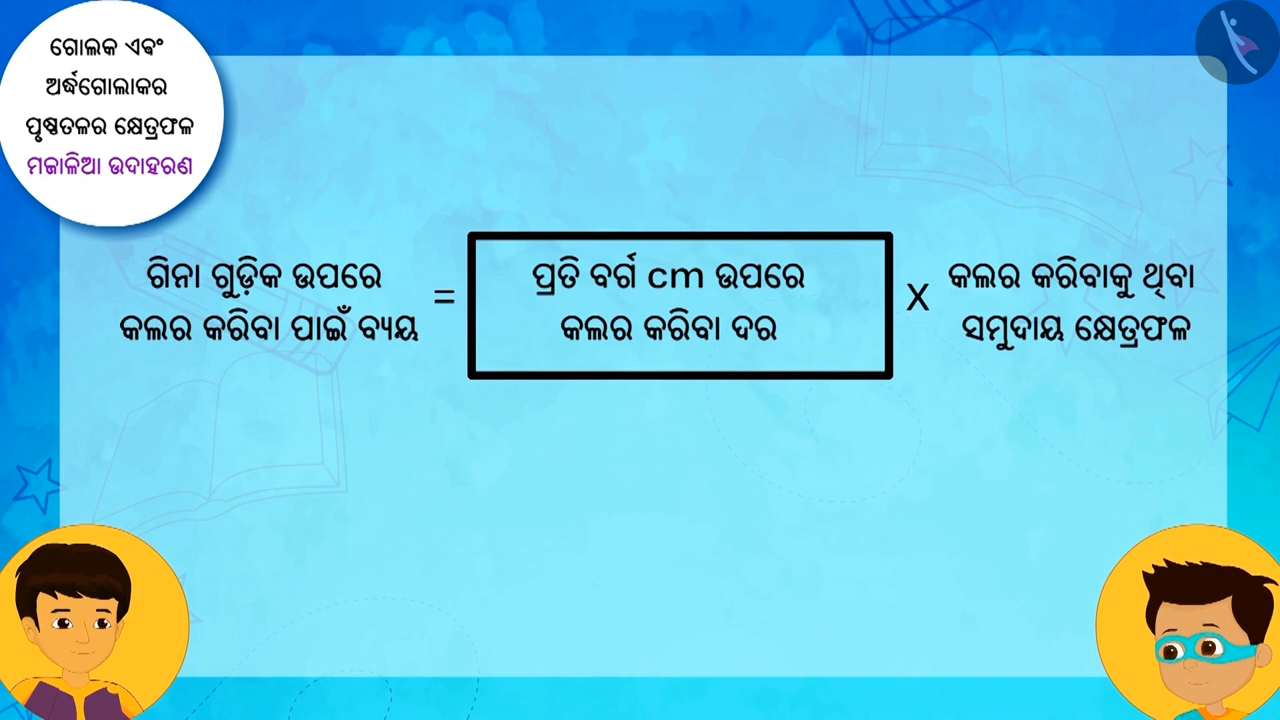 ଗୋଲକ ଏବଂ
ଅର୍ଦ୍ଧଗୋଲାକର
ପୃଷ୍ଠତଳର କ୍ଷେତ୍ରଫଳ
ମଜାଳିଆ ଉଦାହରଣ
ଗିନା ଗୁଡ଼ିକ ଉପରେ
କଲର କରିବା ପାଇଁ ବ୍ୟୟ
=
ପ୍ରତି ବର୍ଗ cm ଉପରେ
କଲର କରିବା ଦର
X
କଲର କରିବାକୁ ଥିବା
ସମୁଦାୟ କ୍ଷେତ୍ରଫଳ